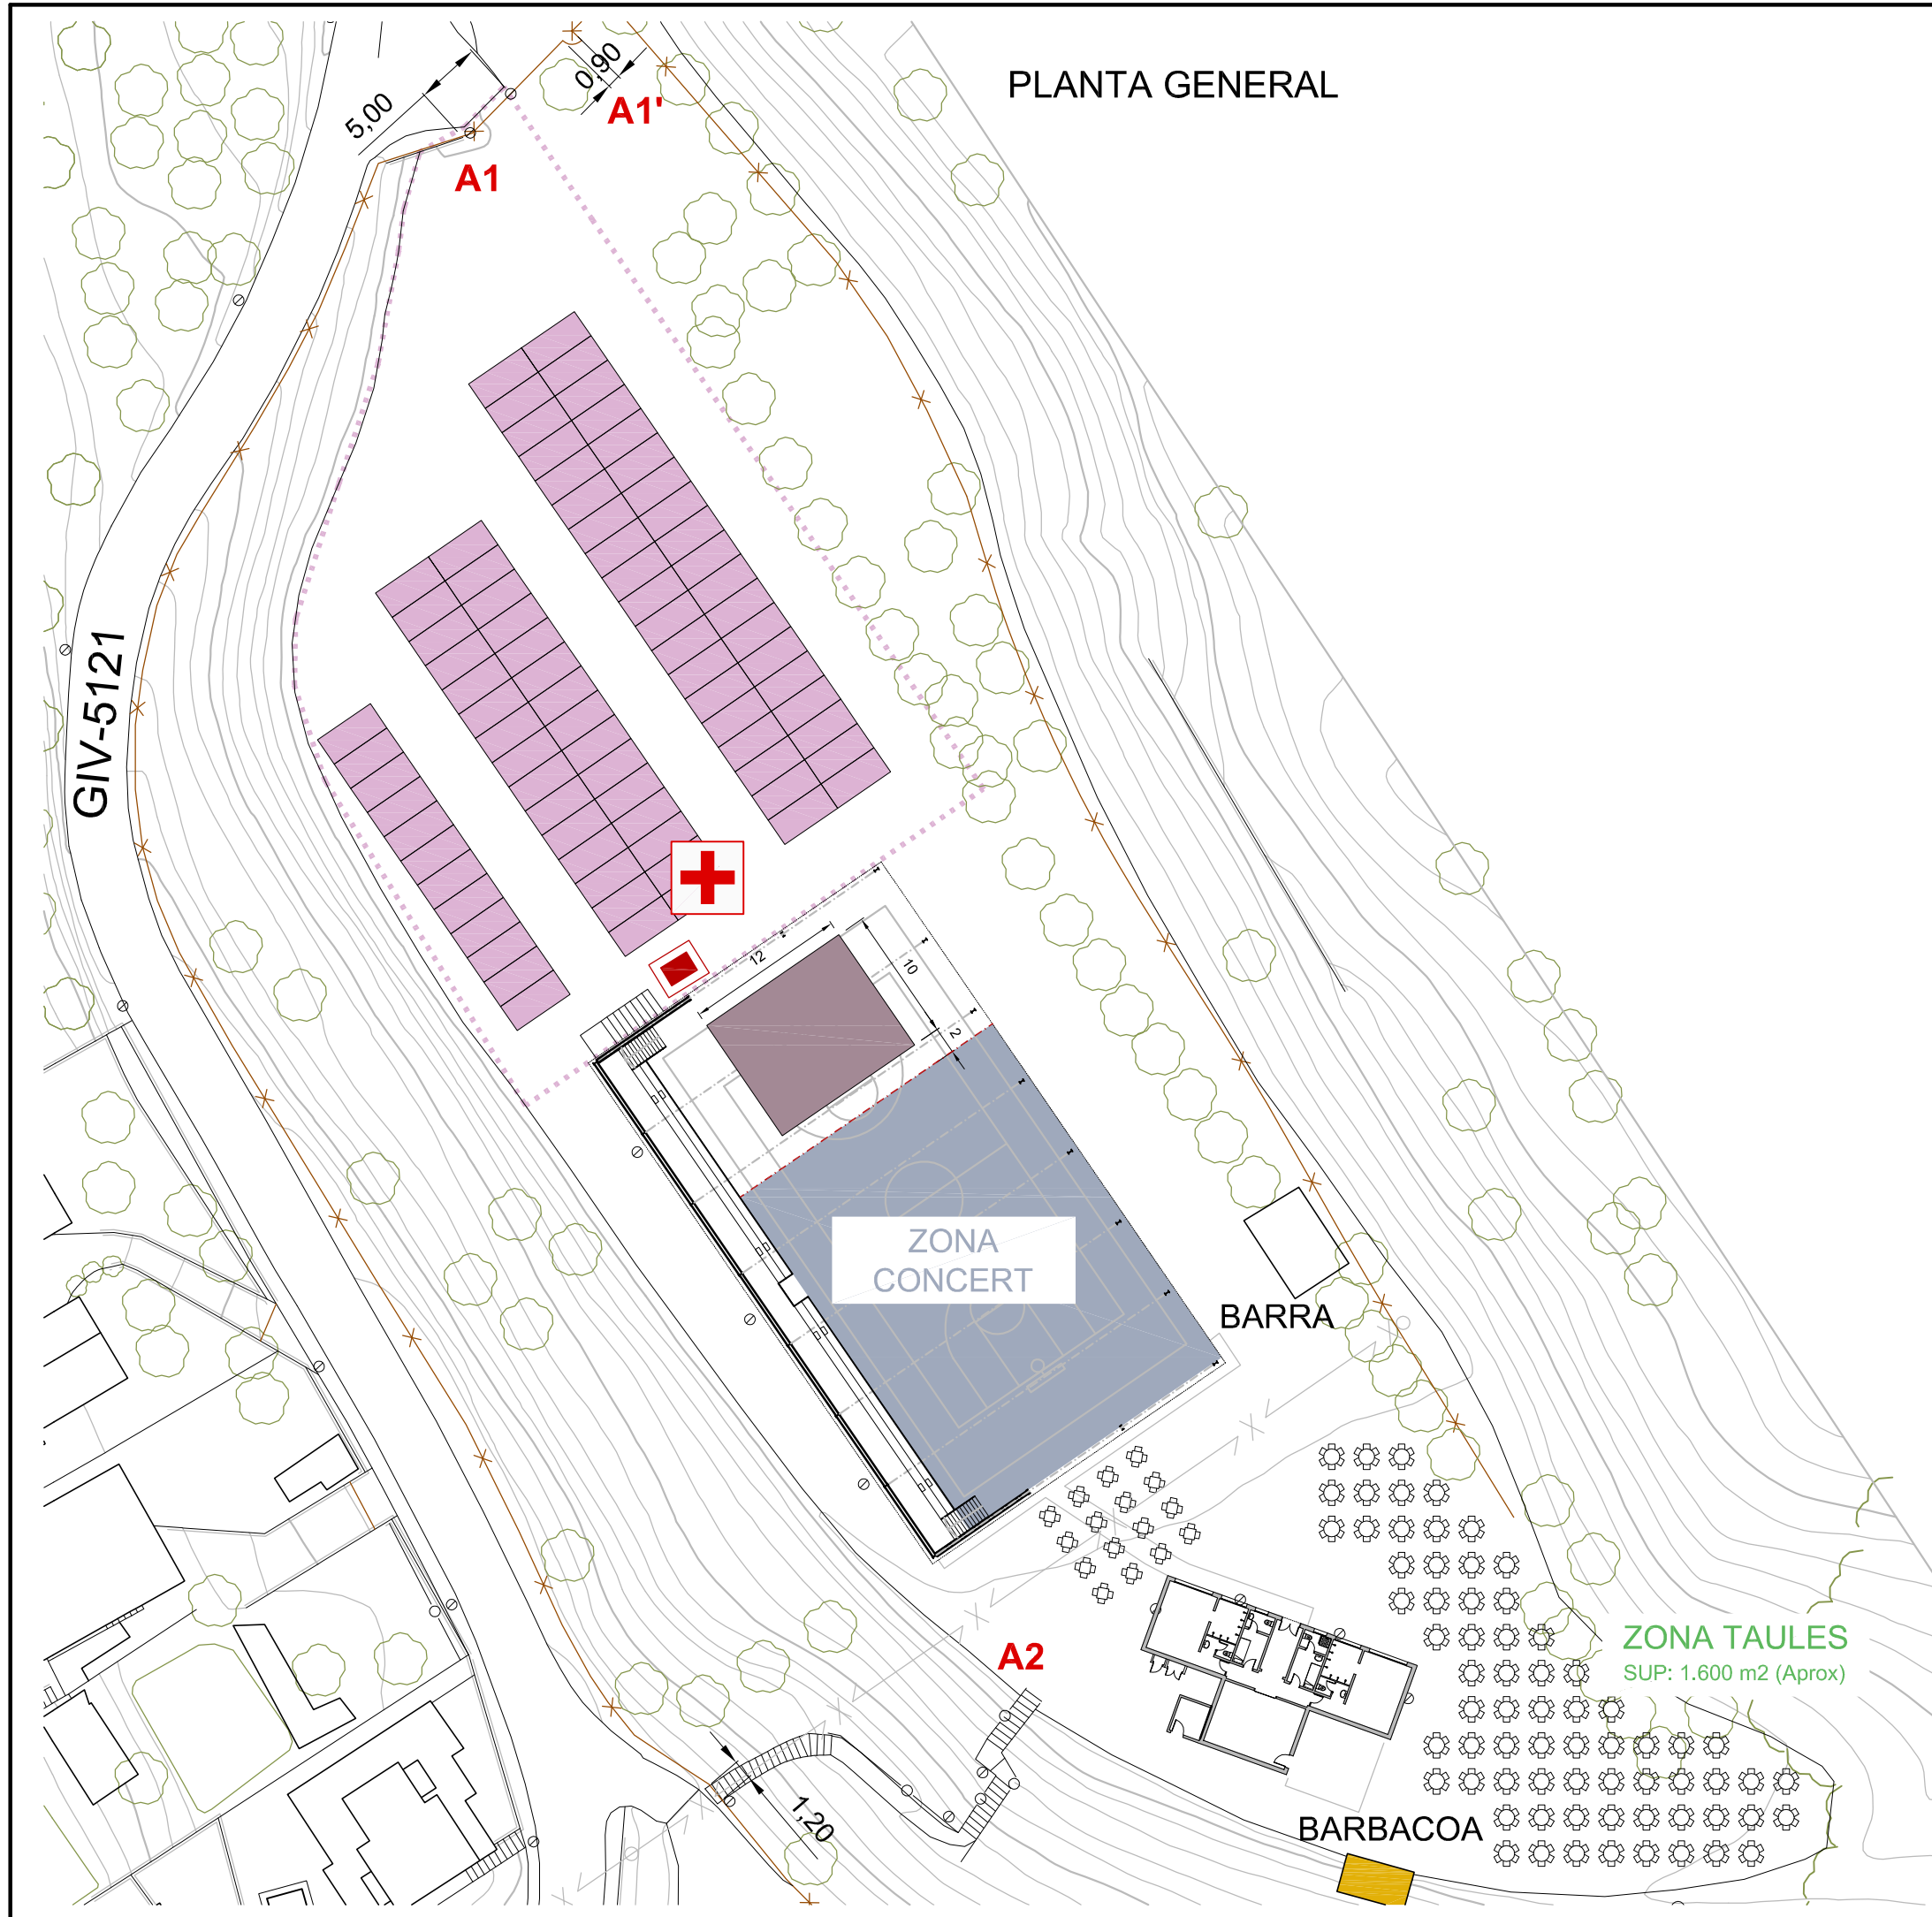 PLANTA GENERAL
0,90
5,00
A1'
A1
GIV-5121
12
10
2
ZONA
CONCERT
BARRA
A2
ZONA TAULES
SUP: 1.600 m2 (Aprox)
1,20
BARBACOA